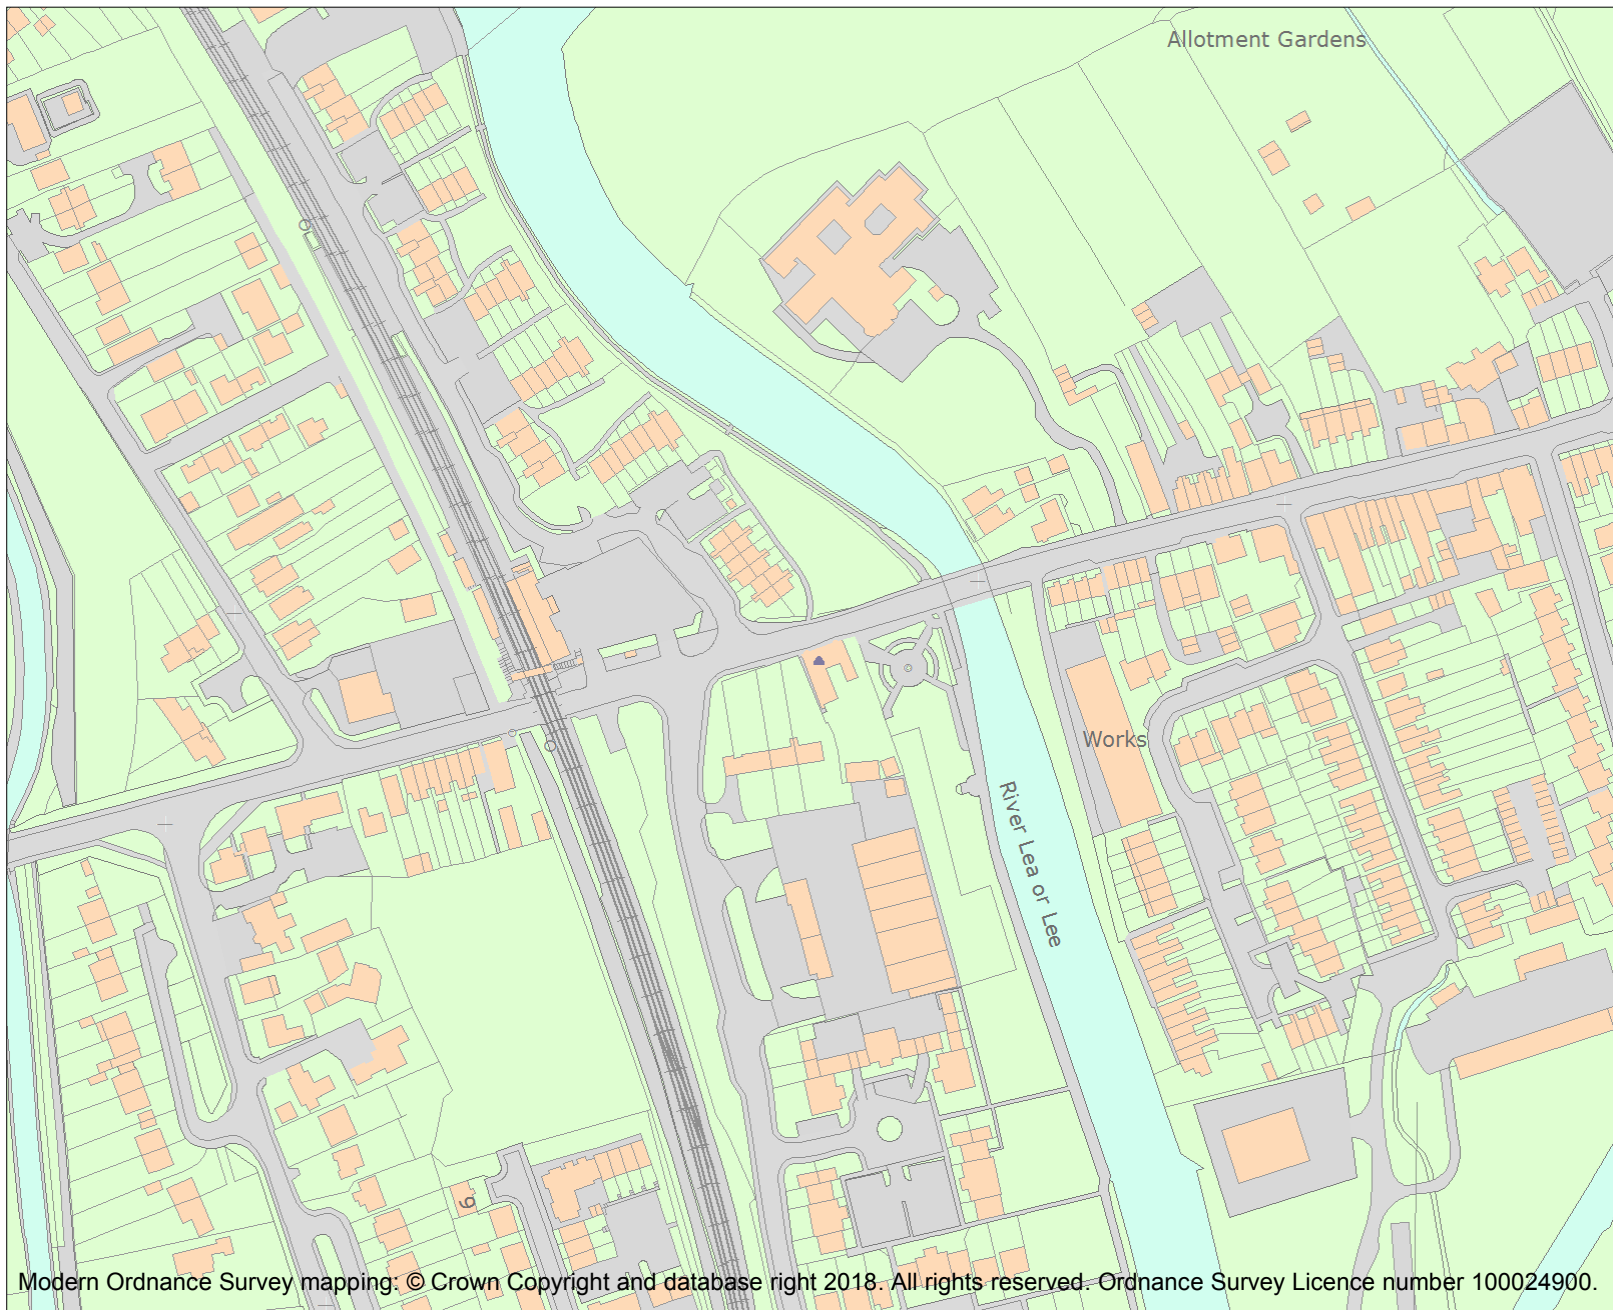 Allotment Gardens
Works
River Lea or Lee
9
Modern Ordnance Survey mapping: © Crown Copyright and database right 2018. All rights reserved. Ordnance Survey Licence number 100024900.